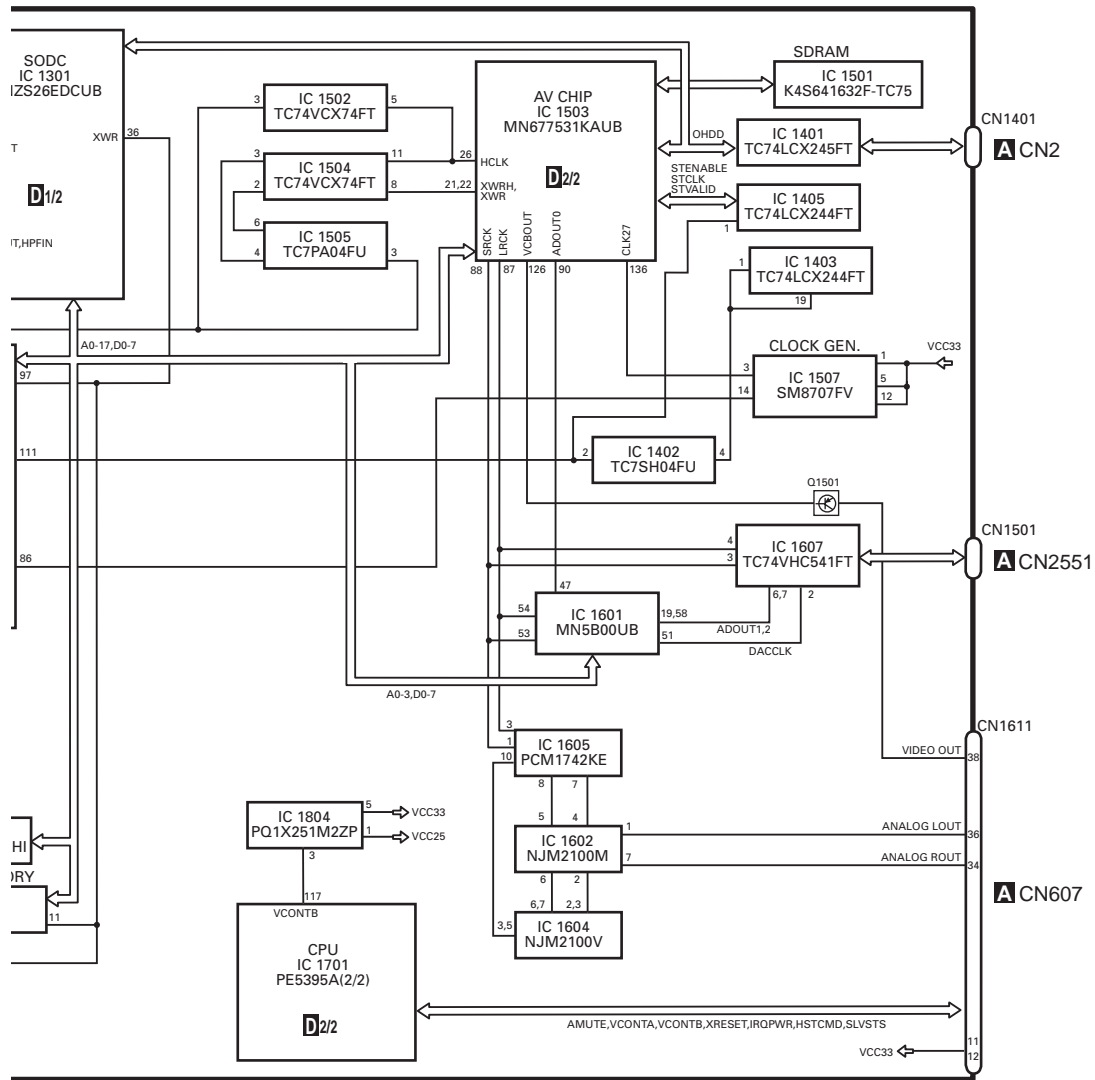 SODC
IC 1301
IZS26EDCUB
XWR
36
T
D 1/2
JT,HPFIN
3
IC 1502
TC74VCX74FT
5
3
2
IC 1504
TC74VCX74FT
11
8
6
4
IC 1505
TC7PA04FU
3
AV CHIP
IC 1503
MN677531KAUB
D 2/2
26
HCLK
21,22
XWRH,
XWR
SRCK
LRCK
VCBOUT
ADOUT0
CLK27
88
87
126
90
136
SDRAM
IC 1501
K4S641632F-TC75
OHDD
IC 1401
TC74LCX245FT
CN1401
A CN2
STENABLE
STCLK
STVALID
IC 1405
TC74LCX244FT
1
1
IC 1403
TC74LCX244FT
19
A0-17,D0-7
97
CLOCK GEN.
3
14
IC 1507
SM8707FV
1
5
12
VCC33
111
2
IC 1402
TC7SH04FU
4
Q1501
86
4
3
IC 1607
TC74VHC541FT
6,7
2
CN1501
A CN2551
47
54
53
IC 1601
MN5B00UB
19,58
51
ADOUT1,2
DACCLK
A0-3,D0-7
3
1
10
IC 1605
PCM1742KE
8
7
CN1611
VIDEO OUT
38
5
4
IC 1602
NJM2100M
1
7
6
2
ANALOG LOUT
36
ANALOG ROUT
34
6,7
2,3
3,5
IC 1604
NJM2100V
A CN607
IC 1804
PQ1X251M2ZP
5
VCC33
1
VCC25
3
HI
ORY
11
117
VCONTB
CPU
IC 1701
PE5395A(2/2)
D 2/2
AMUTE,VCONTA,VCONTB,XRESET,IRQPWR,HSTCMD,SLVSTS
VCC33
11
12